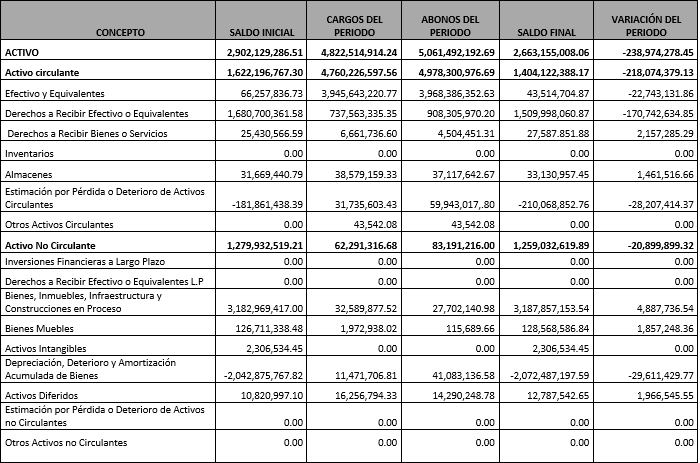 CONCEPTO SALDO INICIAL CARGOS DEL PERIODO ABONOS DEL PERIODO SALDO FINAL VARIACIÓN DEL PERIODO
ACTIVO 2,902,129,286.51 4,822,514,914.24 5,061,492,192.69 2,663,155,008.06 -238,974,278.45
Activo circulante 1,622,196,767.30 4,760,226,597.56 4,978,300,976.69 1,404,122,388.17 -218,074,379.13
Efectivo y Equivalentes 66,257,836.73 3,945,643,220.77 3,968,386,352.63 43,514,704.87 -22,743,131.86
Derechos a Recibir Efectivo o Equivalentes 1,680,700,361.58 737,563,335.35 908,305,970.20 1,509,998,060.87 -170,742,634.85
Derechos a Recibir Bienes o Servicios 25,430,566.59 6,661,736.60 4,504,451.31 27,587.851.88 2,157,285.29
Inventarios 0.00 0.00 0.00 0.00 0.00
Almacenes 31,669,440.79 38,579,159.33 37,117,642.67 33,130,957.45 1,461,516.66
Estimación por Pérdida o Deterioro de Activos
Circulantes -181,861,438.39 31,735,603.43 59,943,017,.80 -210,068,852.76 -28,207,414.37
Otros Activos Circulantes 0.00 43,542.08 43,542.08 0.00 0.00
Activo No Circulante 1,279,932,519.21 62,291,316.68 83,191,216.00 1,259,032,619.89 -20,899,899.32
Inversiones Financieras a Largo Plazo 0.00 0.00 0.00 0.00 0.00
Derechos a Recibir Efectivo o Equivalentes L.P 0.00 0.00 0.00 0.00 0.00
Bienes, Inmuebles, Infraestructura y
Construcciones en Proceso 3,182,969,417.00 32,589,877.52 27,702,140.98 3,187,857,153.54 4,887,736.54
Bienes Muebles 126,711,338.48 1,972,938.02 115,689.66 128,568,586.84 1,857,248.36
Activos Intangibles 2,306,534.45 0.00 0.00 2,306,534.45 0.00
Depreciación, Deterioro y Amortización
Acumulada de Bienes -2,042,875,767.82 11,471,706.81 41,083,136.58 -2,072,487,197.59 -29,611,429.77
Activos Diferidos 10,820,997.10 16,256,794.33 14,290,248.78 12,787,542.65 1,966,545.55
Estimación por Pérdida o Deterioro de Activos
no Circulantes 0.00 0.00 0.00 0.00 0.00
Otros Activos no Circulantes 0.00 0.00 0.00 0.00 0.00